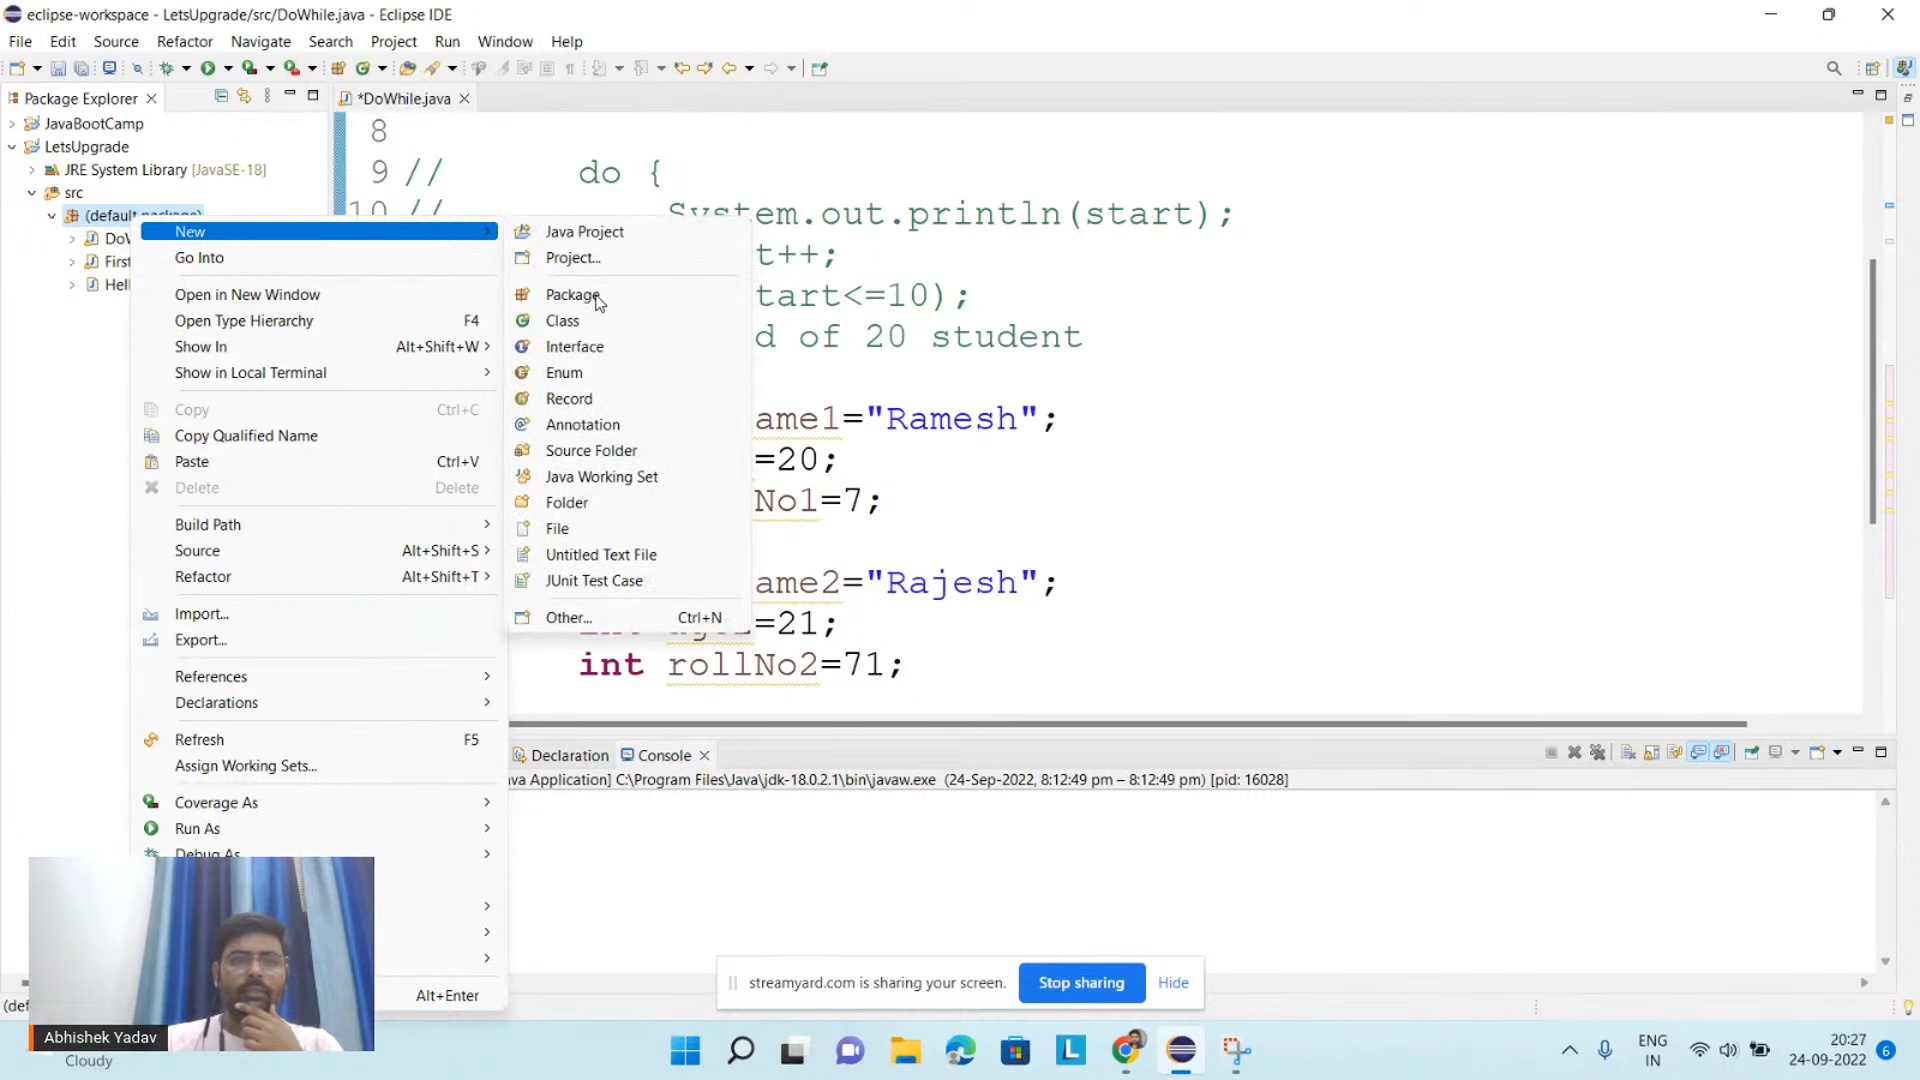 eclipse-workspace - LetsUpgrade/src/DoWhile.java - Eclipse IDE
File Edit Source Refactor Navigate Search Project Run Window Help
Package Explorer
*DoWhile.java
JavaBootCamp
LetsUpgrade
JRE System Library [JavaSE-18]
src
(default package)
DoW
First
Hell
8
9 // do {
10 // System.out.println(start);
t++;
tart<=10);
d of 20 student
ame1="Ramesh";
=20;
No1=7;
ame2="Rajesh";
=21;
int rollNo2=71;
New
Go Into
Open in New Window
Open Type Hierarchy F4
Show In Alt+Shift+W
Show in Local Terminal
Copy Ctrl+C
Copy Qualified Name
Paste Ctrl+V
Delete Delete
Build Path
Source Alt+Shift+S
Refactor Alt+Shift+T
Import...
Export...
References
Declarations
Refresh F5
Assign Working Sets...
Coverage As
Run As
Debug As
Alt+Enter
Java Project
Project...
Package
Class
Interface
Enum
Record
Annotation
Source Folder
Java Working Set
Folder
File
Untitled Text File
JUnit Test Case
Other... Ctrl+N
Declaration Console
va Application] C:\Program Files\Java\jdk-18.0.2.1\bin\javaw.exe (24-Sep-2022, 8:12:49 pm – 8:12:49 pm) [pid: 16028]
streamyard.com is sharing your screen. Stop sharing Hide
(def
Abhishek Yadav
Cloudy
ENG
IN
20:27
24-09-2022
6